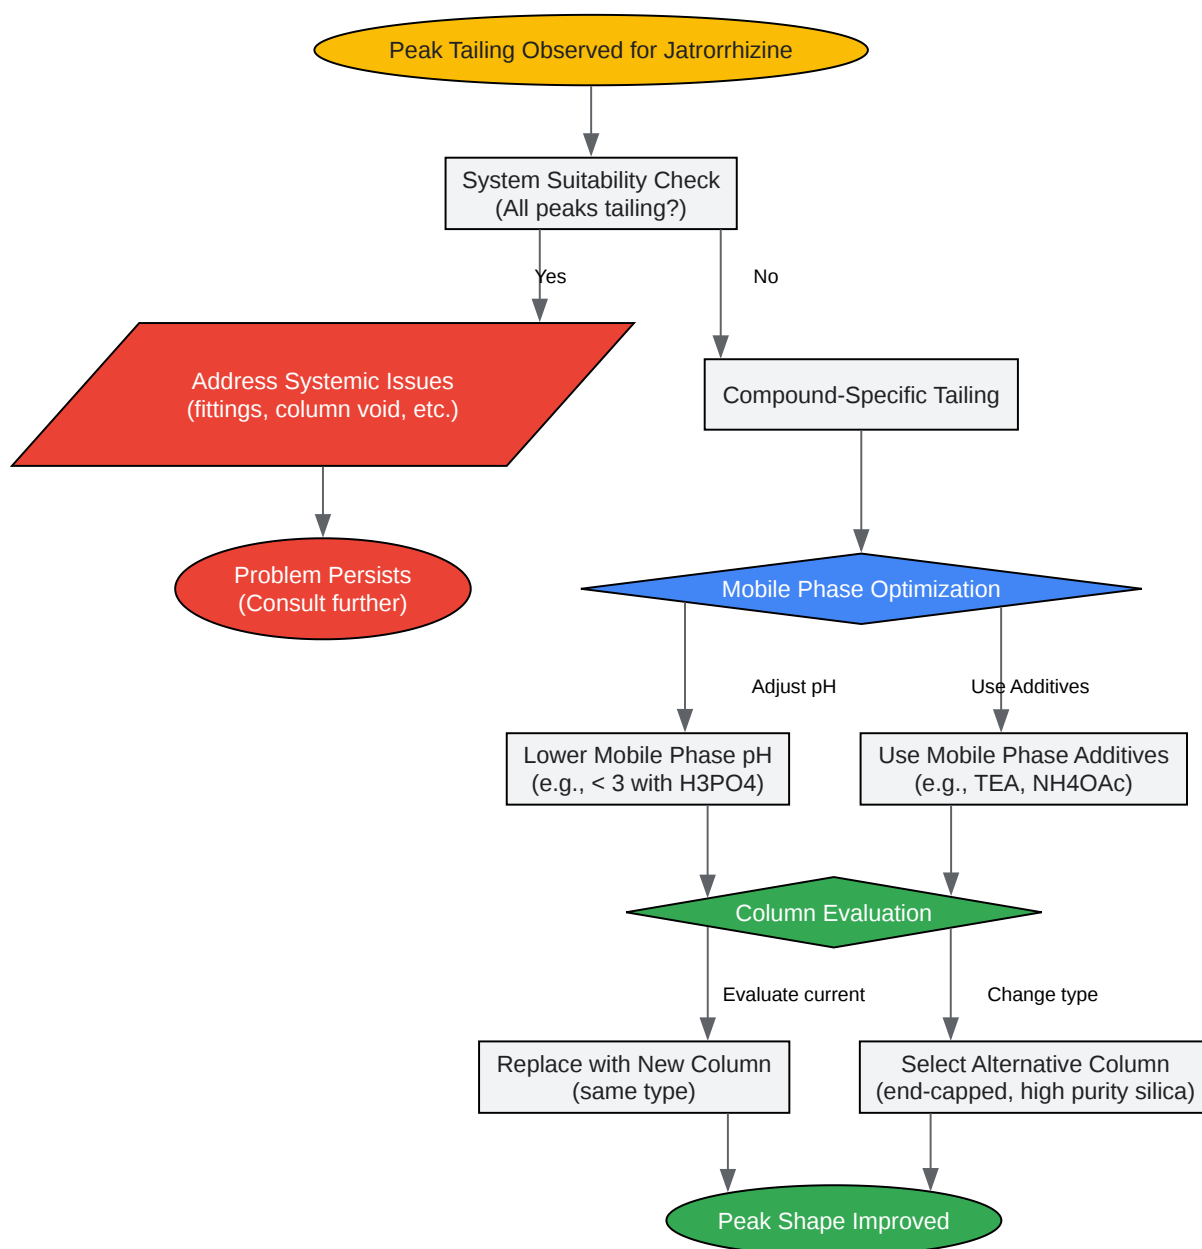 Peak Tailing Observed for Jatrorrhizine
System Suitability Check
(All peaks tailing?)
Yes
No
Address Systemic Issues
(fittings, column void, etc.)
Compound-Specific Tailing
Problem Persists
(Consult further)
Mobile Phase Optimization
Adjust pH
Use Additives
Lower Mobile Phase pH
(e.g., < 3 with H3PO4)
Use Mobile Phase Additives
(e.g., TEA, NH4OAc)
Column Evaluation
Evaluate current
Change type
Replace with New Column
(same type)
Select Alternative Column
(end-capped, high purity silica)
Peak Shape Improved